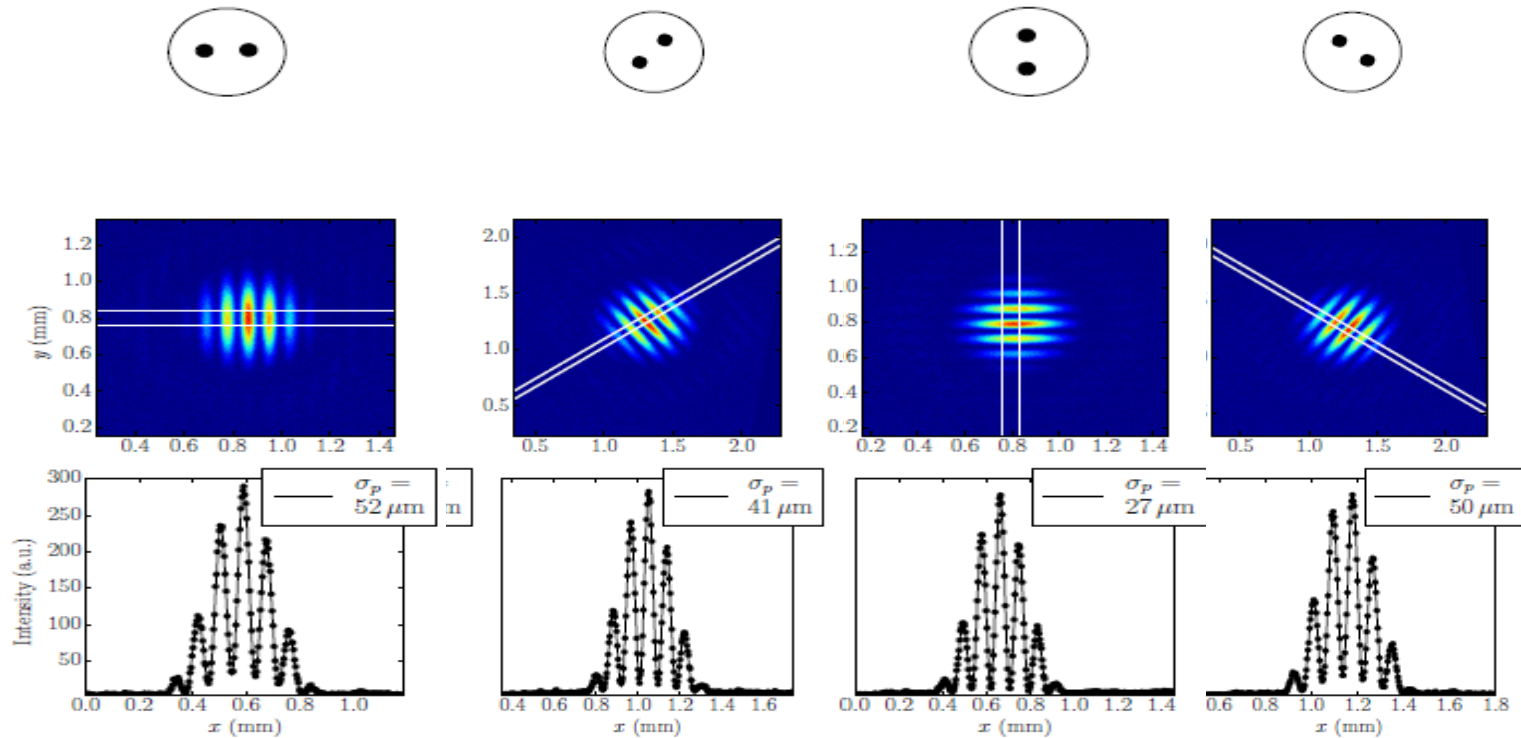 1.2
1.0
0.8
0.6
0.4
0.2
y (mm)
0.4 0.6 0.8 1.0 1.2 1.4
2.0
1.5
1.0
0.5
0.5 1.0 1.5 2.0
1.2
1.0
0.8
0.6
0.4
0.2
0.2 0.4 0.6 0.8 1.0 1.2 1.4
0.5 1.0 1.5 2.0
300
250
200
150
100
50
Intensity (a.u.)
σp =
52 μm
0.0 0.2 0.4 0.6 0.8 1.0
x (mm)
σp =
41 μm
0.4 0.6 0.8 1.0 1.2 1.4 1.6
x (mm)
σp =
27 μm
0.0 0.2 0.4 0.6 0.8 1.0 1.2 1.4
x (mm)
σp =
50 μm
0.6 0.8 1.0 1.2 1.4 1.6 1.8
x (mm)